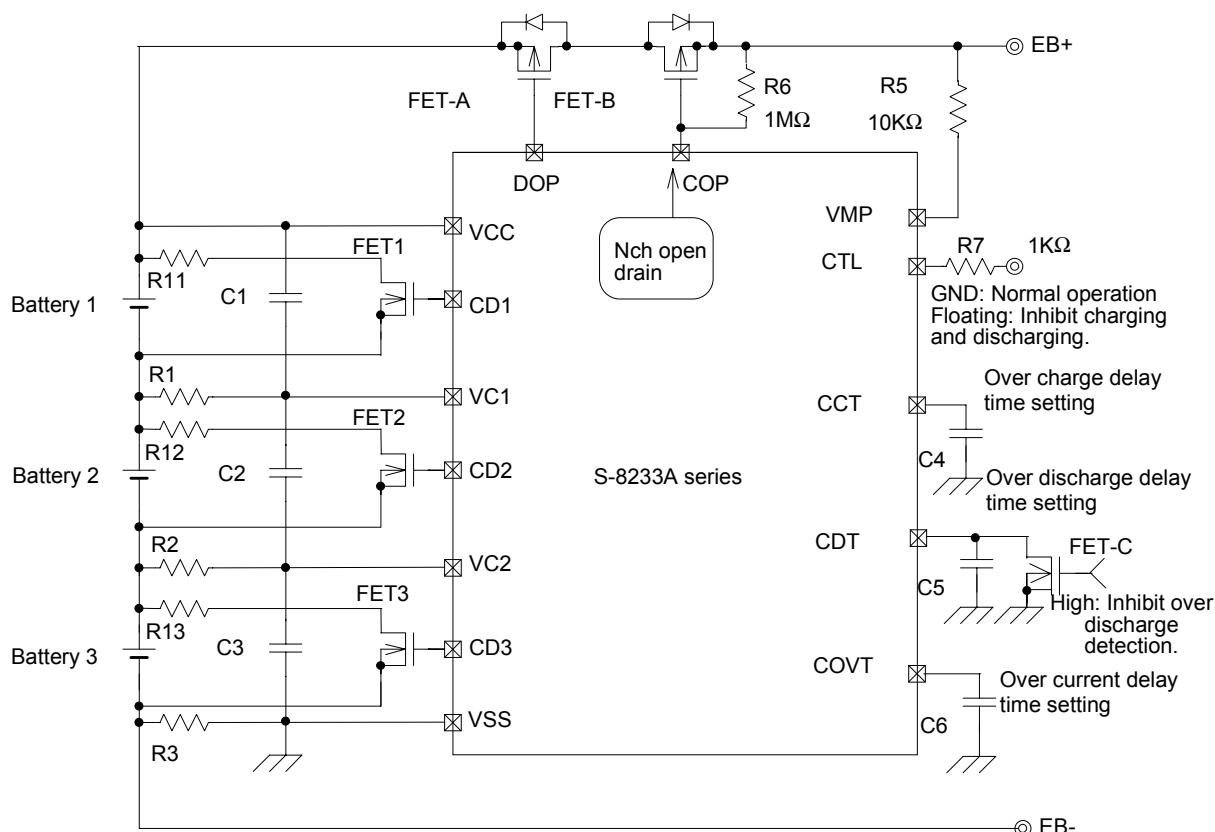 EB+
FET-A
FET-B
R6
1MΩ
R5
10KΩ
DOP
COP
VMP
VCC
FET1
Nch open
drain
R7
1KΩ
CTL
R11
C1
Battery 1
CD1
GND: Normal operation
Floating: Inhibit charging
and discharging.
R1
VC1
Over charge delay
time setting
CCT
FET2
R12
C2
Battery 2
CD2
S-8233A series
C4
Over discharge delay
time setting
CDT
FET-C
R2
VC2
C5
High: Inhibit over
discharge
detection.
FET3
R13
C3
Battery 3
CD3
COVT
Over current delay
time setting
C6
R3
VSS
EB-